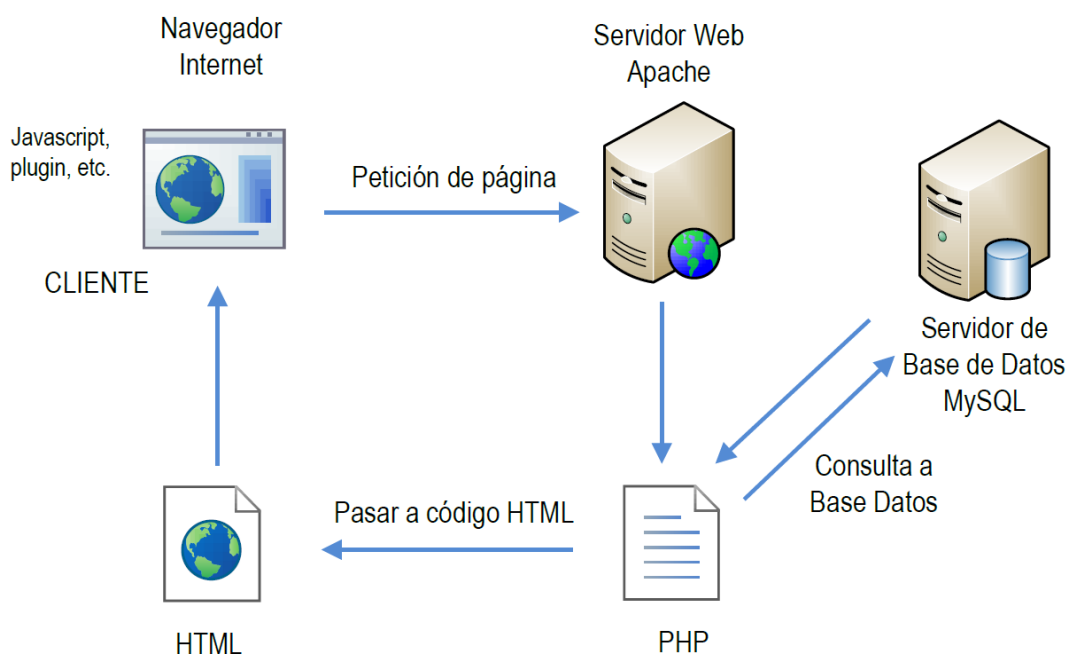 Navegador
Internet
Servidor Web
Apache
Javascript,
plugin, etc.
Petición de página
CLIENTE
Servidor de
Base de Datos
MySQL
Consulta a
Base Datos
Pasar a código HTML
HTML
PHP